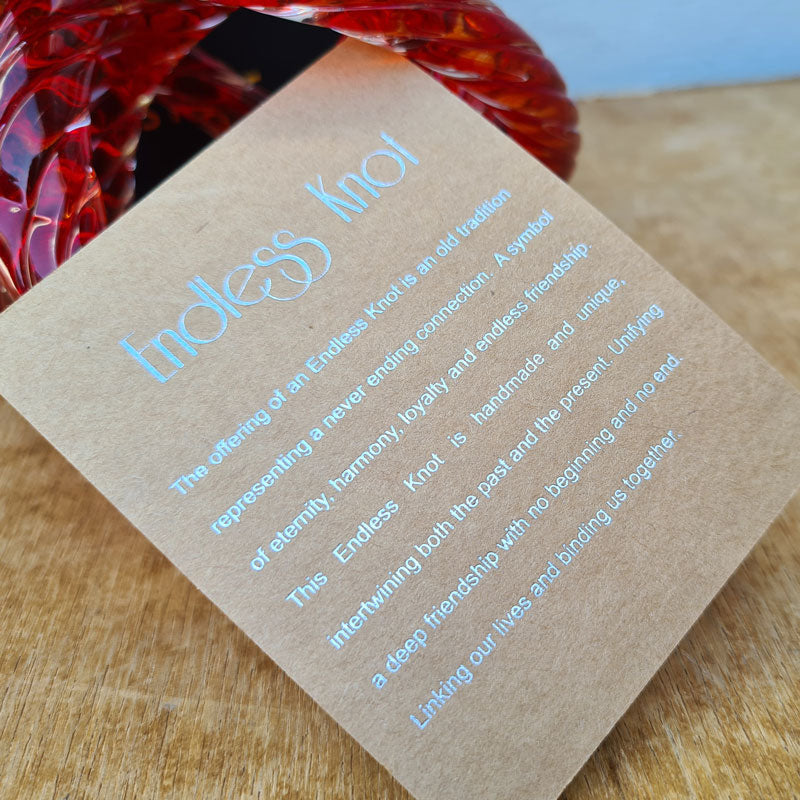 Endless Knot
The offering of an Endless Knot is an old tradition
representing a never ending connection. A symbol
of eternity, harmony, loyalty and endless friendship.
This Endless Knot is handmade and unique,
intertwining both the past and the present. Unifying
a deep friendship with no beginning and no end.
Linking our lives and binding us together.